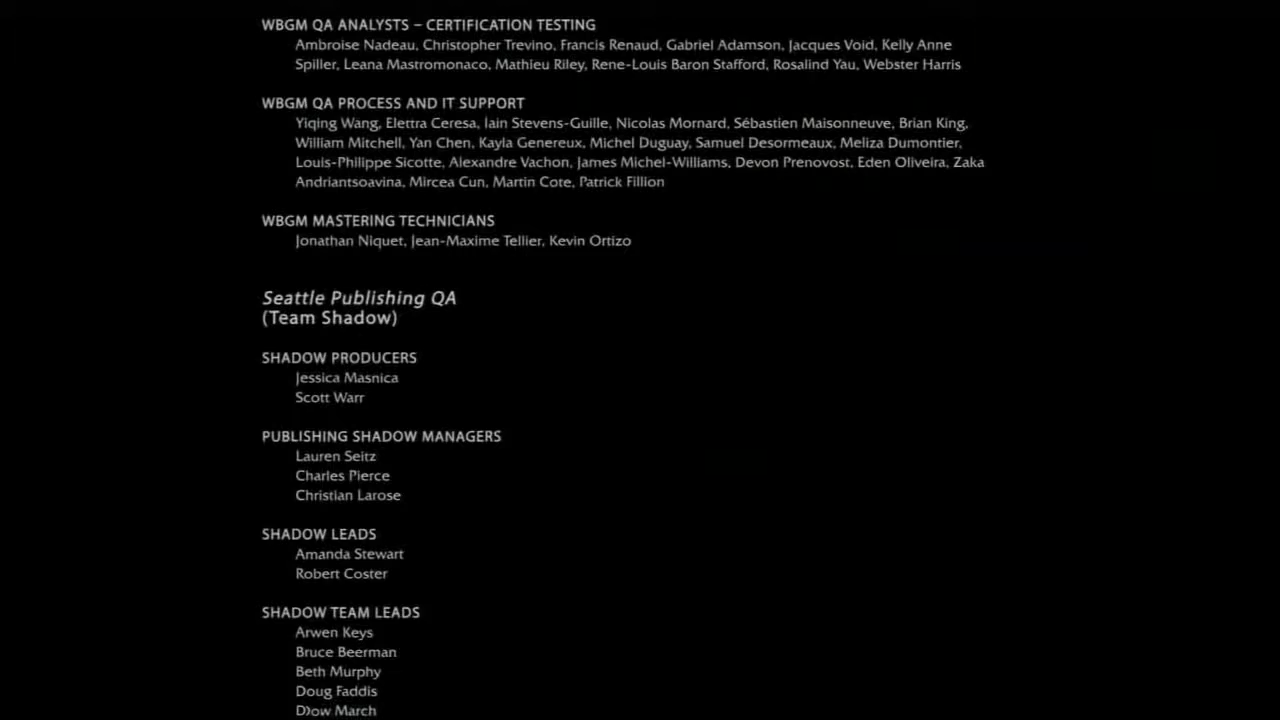 WBGM QA ANALYSTS – CERTIFICATION TESTING
Ambroise Nadeau, Christopher Trevino, Francis Renaud, Gabriel Adamson, Jacques Void, Kelly Anne
Spiller, Leana Mastromonaco, Mathieu Riley, Rene-Louis Baron Stafford, Rosalind Yau, Webster Harris
WBGM QA PROCESS AND IT SUPPORT
Yiqing Wang, Elettra Ceresa, Iain Stevens-Guille, Nicolas Mornard, Sébastien Maisonneuve, Brian King,
William Mitchell, Yan Chen, Kayla Genereux, Michel Duguay, Samuel Desormeaux, Meliza Dumontier,
Louis-Philippe Sicotte, Alexandre Vachon, James Michel-Williams, Devon Prenovost, Eden Oliveira, Zaka
Andriantsoavina, Mircea Cun, Martin Cote, Patrick Fillion
WBGM MASTERING TECHNICIANS
Jonathan Niquet, Jean-Maxime Tellier, Kevin Ortizo
Seattle Publishing QA
(Team Shadow)
SHADOW PRODUCERS
Jessica Masnica
Scott Warr
PUBLISHING SHADOW MANAGERS
Lauren Seitz
Charles Pierce
Christian Larose
SHADOW LEADS
Amanda Stewart
Robert Coster
SHADOW TEAM LEADS
Arwen Keys
Bruce Beerman
Beth Murphy
Doug Faddis
March